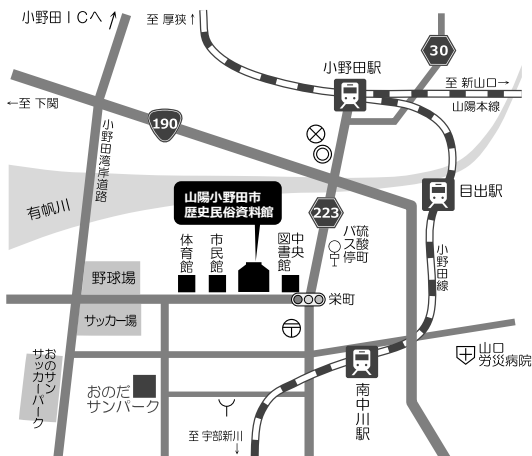 小野田ＩＣへ
至 厚狭↑
30
小野田駅
至 新山口→
山陽本線
←至 下関
190
小野田湾岸道路
有帆川
山陽小野田市
歴史民俗資料館
223
目出駅
硫酸町
バス停
小野田線
体育館
市民館
中央
図書館
野球場
栄町
サッカー場
おのサン
サッカーパーク
おのだ
サンパーク
山口
労災病院
南中川駅
至 宇部新川
↓